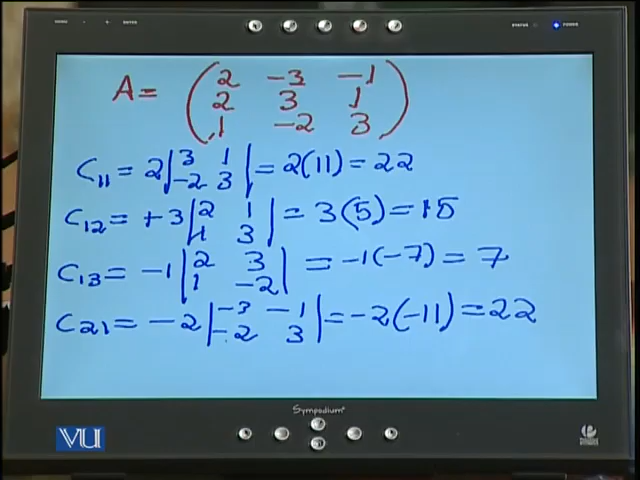 STATUS POWER
A = ( 2 -3 -1
2 3 1
1 -2 3 )
C₁₁ = 2 | 3 1 / -2 3 | = 2(11) = 22
C₁₂ = +3 | 2 1 / 1 3 | = 3(5) = 15
C₁₃ = -1 | 2 3 / 1 -2 | = -1(-7) = 7
C₂₁ = -2 | -3 -1 / -2 3 | = -2(-11) = 22
Sympodium
VU